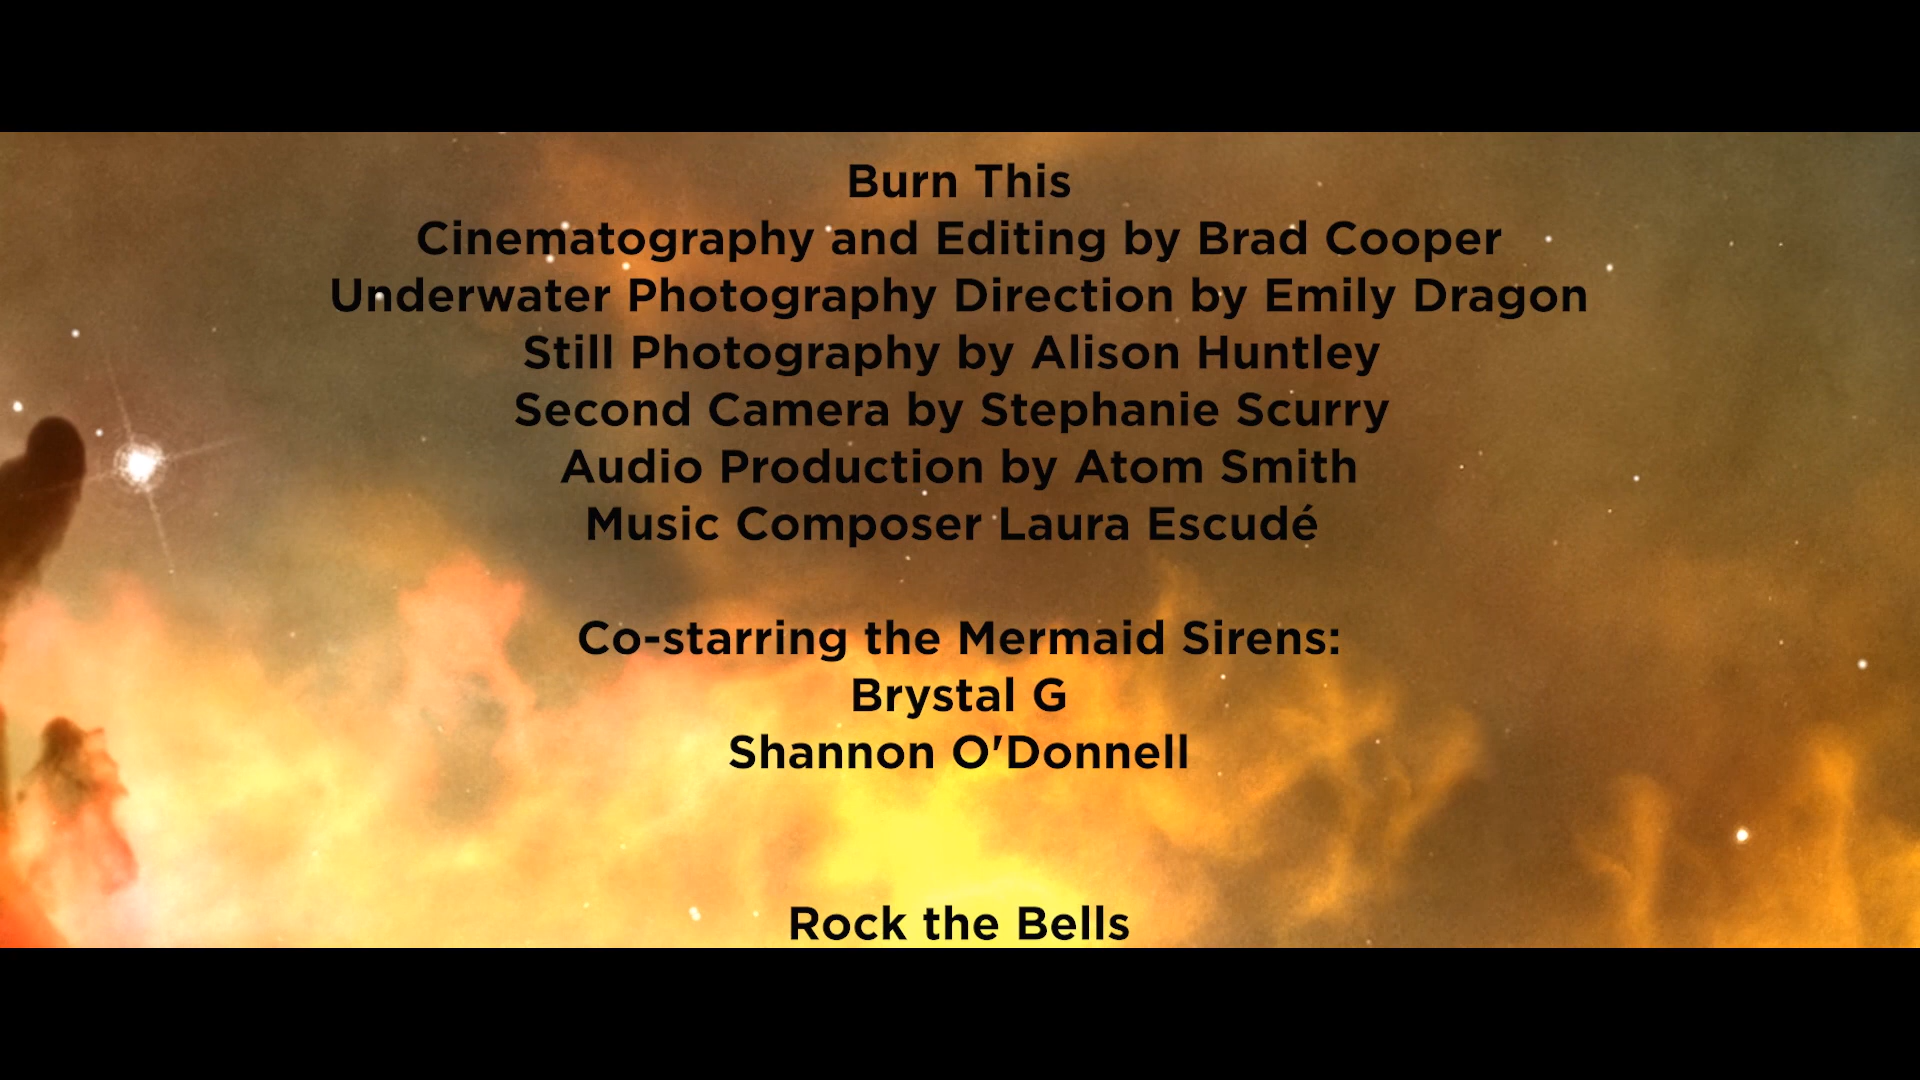 Burn This
Cinematography and Editing by Brad Cooper
Underwater Photography Direction by Emily Dragon
Still Photography by Alison Huntley
Second Camera by Stephanie Scurry
Audio Production by Atom Smith
Music Composer Laura Escudé
Co-starring the Mermaid Sirens:
Brystal G
Shannon O'Donnell
Rock the Bells